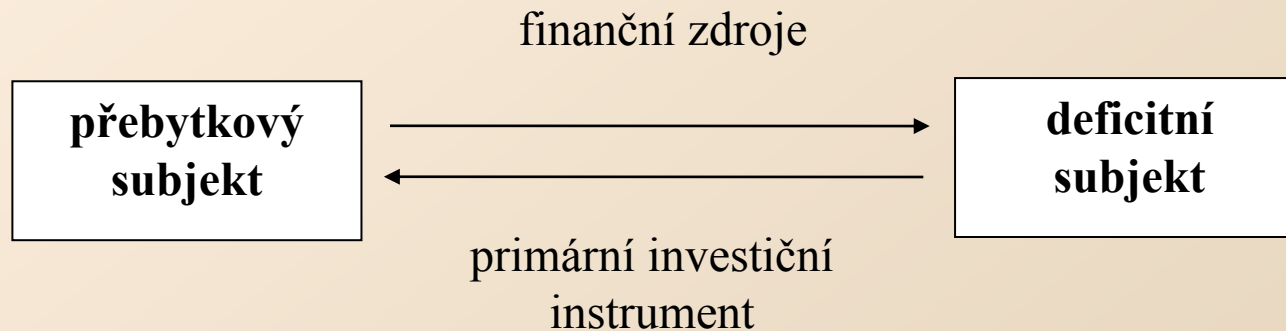 finanční zdroje
přebytkový
subjekt
deficitní
subjekt
primární investiční
instrument